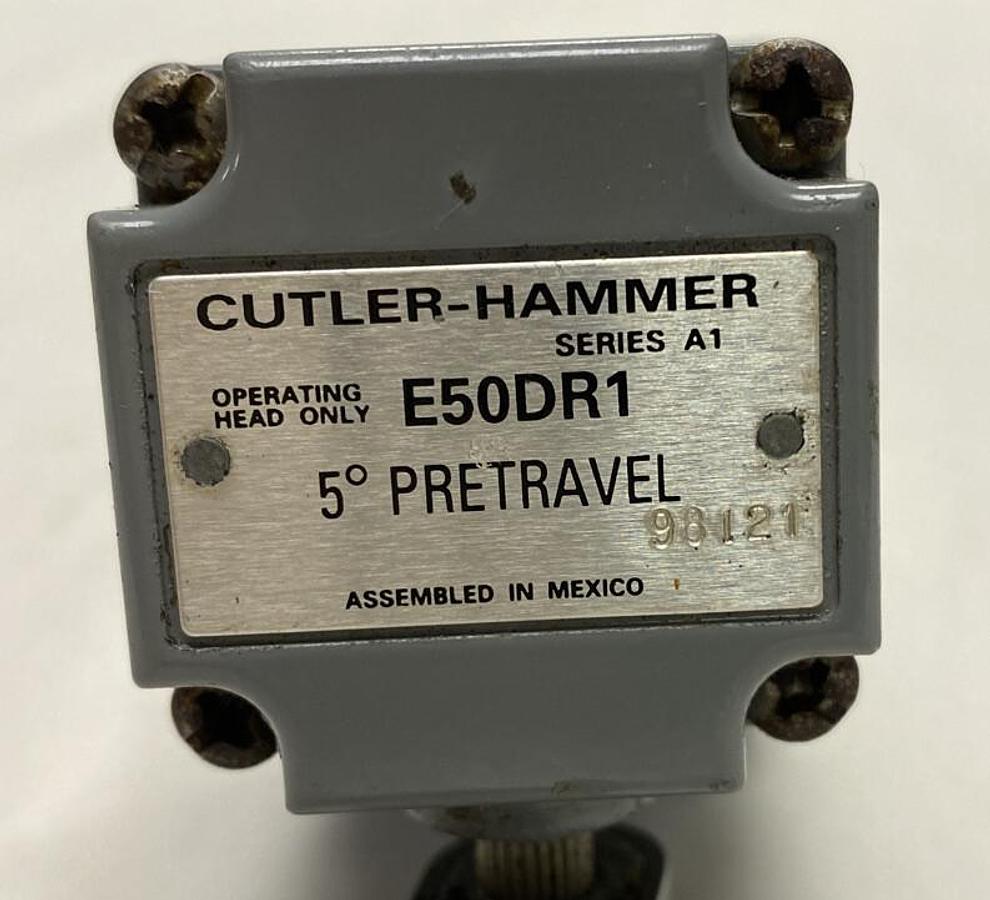 CUTLER-HAMMER
SERIES A1
OPERATING
HEAD ONLY
E50DR1
5° PRETRAVEL
98121
ASSEMBLED IN MEXICO